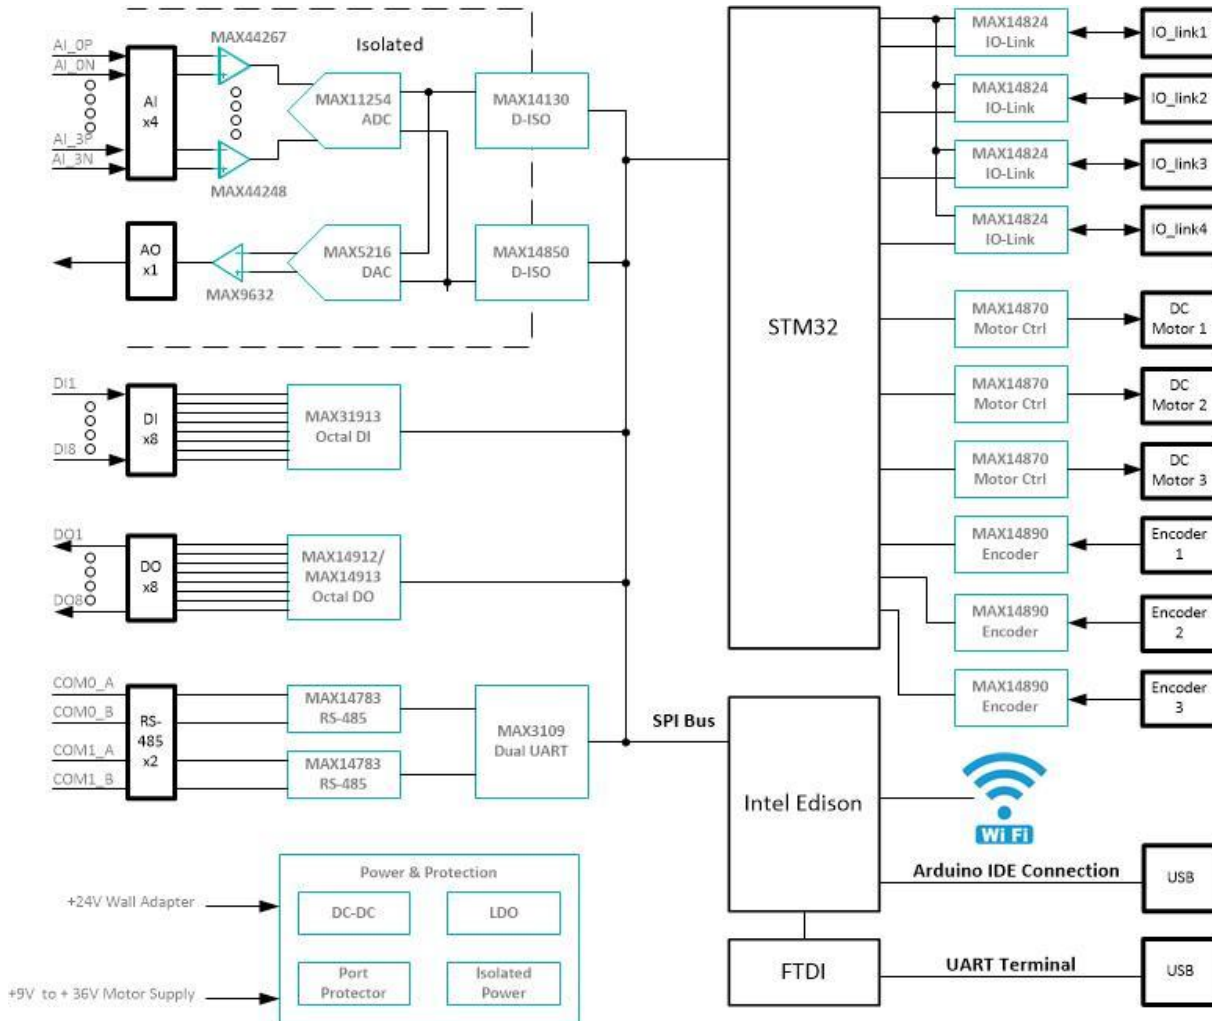 AI_0P
AI_0N
AI_3P
AI_3N
AI
x4
MAX44267
MAX44248
Isolated
MAX11254
ADC
MAX14130
D-ISO
AO
x1
MAX9632
MAX5216
DAC
MAX14850
D-ISO
DI1
DI8
DI
x8
MAX31913
Octal DI
DO1
DO8
DO
x8
MAX14912/
MAX14913
Octal DO
COM0_A
COM0_B
COM1_A
COM1_B
RS-
485
x2
MAX14783
RS-485
MAX14783
RS-485
MAX3109
Dual UART
SPI Bus
+24V Wall Adapter
+9V to + 36V Motor Supply
Power & Protection
DC-DC
LDO
Port
Protector
Isolated
Power
STM32
MAX14824
IO-Link
IO_link1
MAX14824
IO-Link
IO_link2
MAX14824
IO-Link
IO_link3
MAX14824
IO-Link
IO_link4
MAX14870
Motor Ctrl
DC
Motor 1
MAX14870
Motor Ctrl
DC
Motor 2
MAX14870
Motor Ctrl
DC
Motor 3
MAX14890
Encoder
Encoder
1
MAX14890
Encoder
Encoder
2
MAX14890
Encoder
Encoder
3
Intel Edison
Wi Fi
Arduino IDE Connection
USB
FTDI
UART Terminal
USB